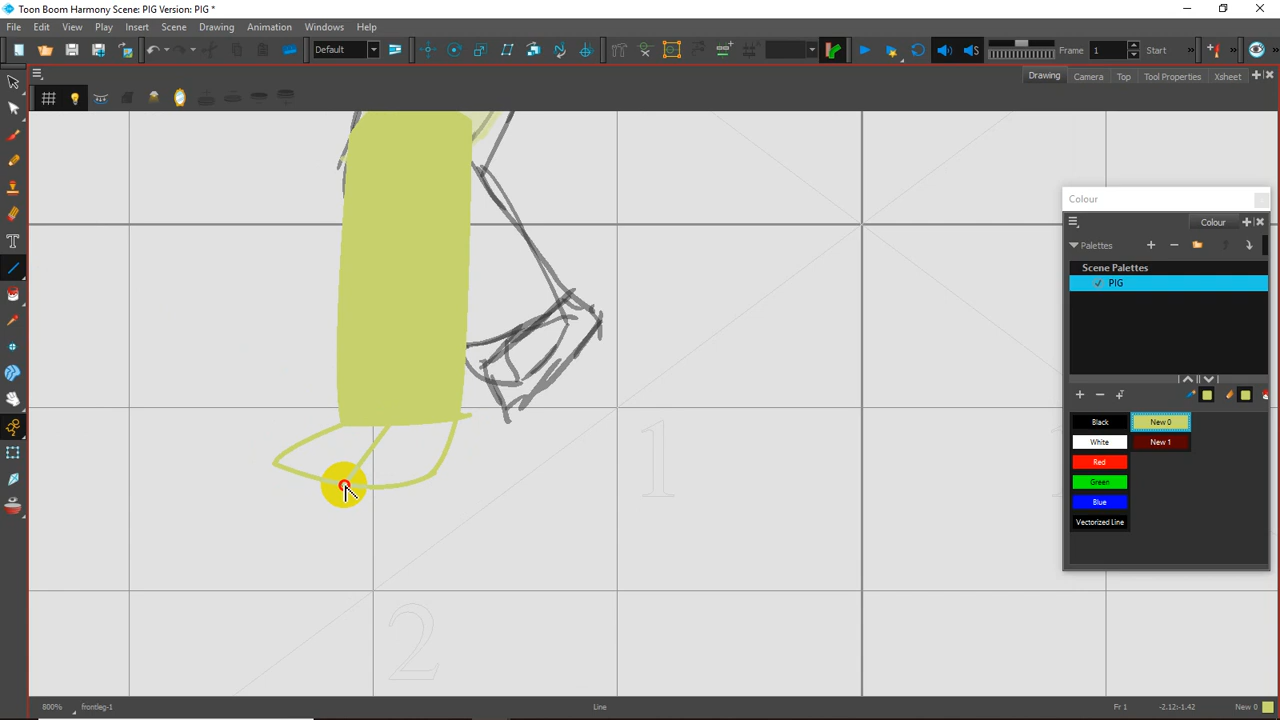 Toon Boom Harmony Scene: PIG Version: PIG *
File Edit View Play Insert Scene Drawing Animation Windows Help
Default Frame 1 Start
Drawing Camera Top Tool Properties Xsheet
Colour
Colour
Palettes
Scene Palettes
PIG
Black New 0
White New 1
Red
Green
Blue
Vectorized Line
1
2
800% frontleg-1 Line Fr 1 -2.12:-1.42 New 0